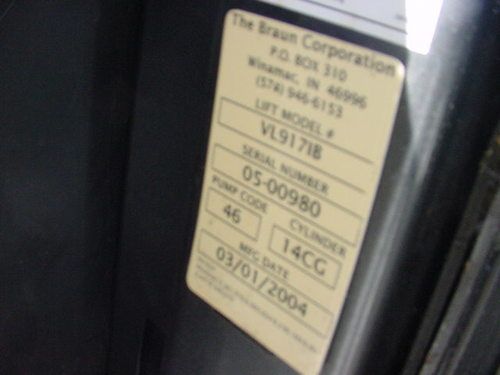 The Braun Corporation
P.O. BOX 310
Winamac, IN 46996
(574) 946-6153
LIFT MODEL #
VL917IB
SERIAL NUMBER
05-00980
PUMP CODE CYLINDER
46 14CG
MFG DATE
03/01/2004